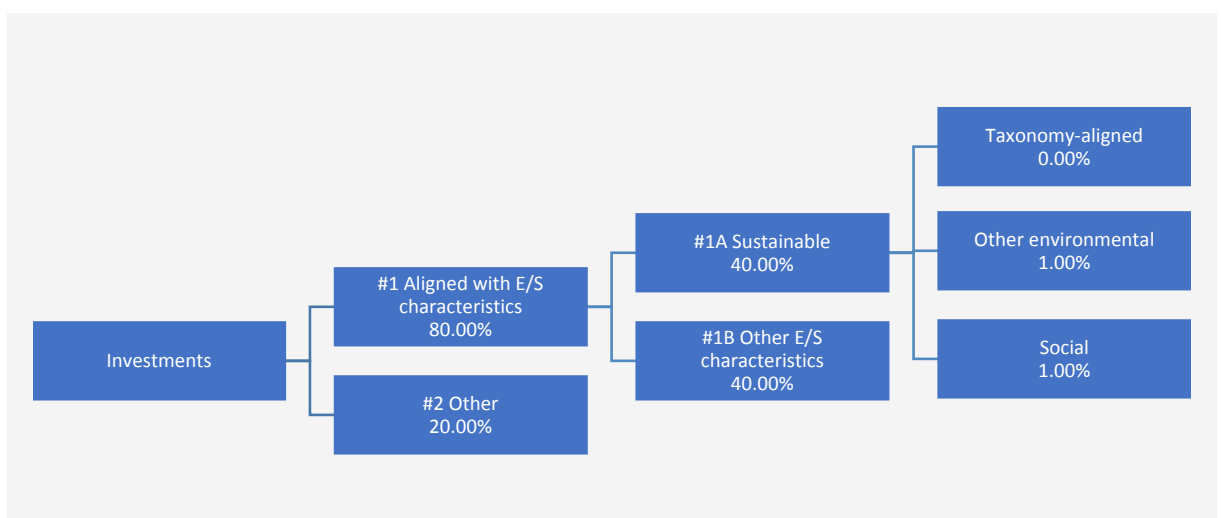 Investments
#1 Aligned with E/S
characteristics
80.00%
#2 Other
20.00%
#1A Sustainable
40.00%
#1B Other E/S
characteristics
40.00%
Taxonomy-aligned
0.00%
Other environmental
1.00%
Social
1.00%